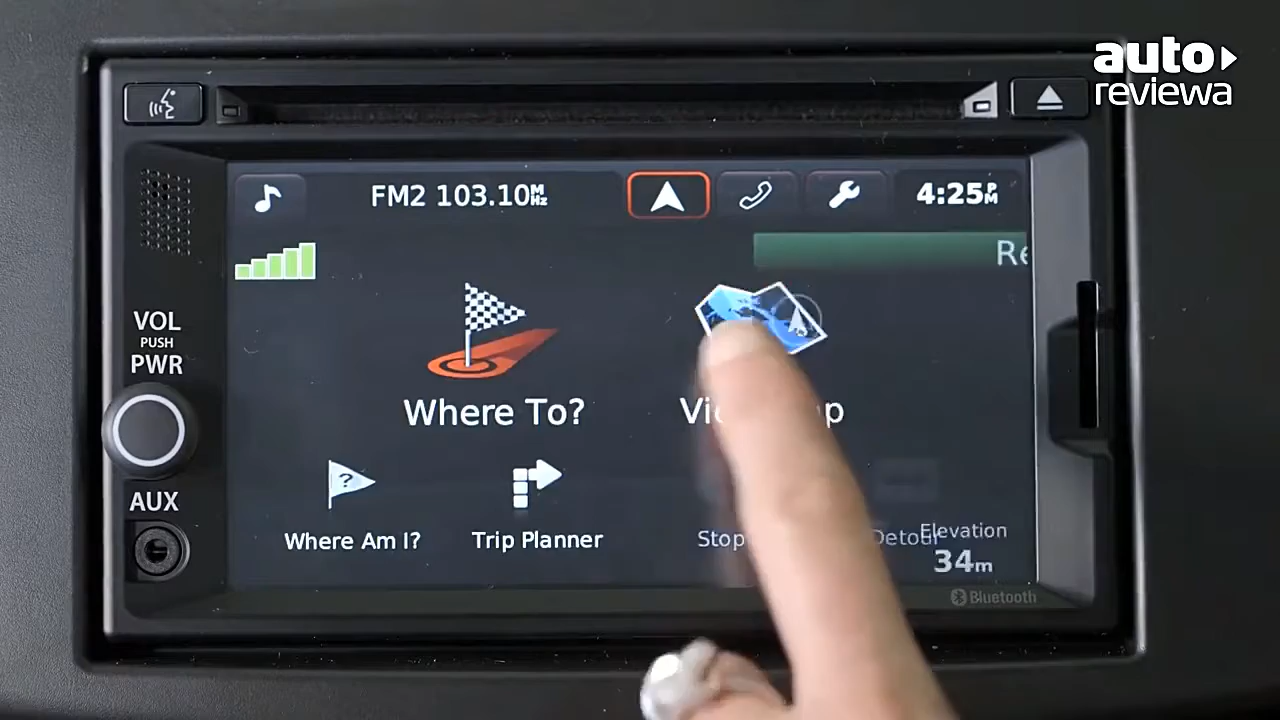 auto
reviewa
FM2 103.10MHz
4:25PM
VOL
PUSH
PWR
Where To?
AUX
Where Am I?
Trip Planner
Stop
Detour
Elevation
34m
Bluetooth